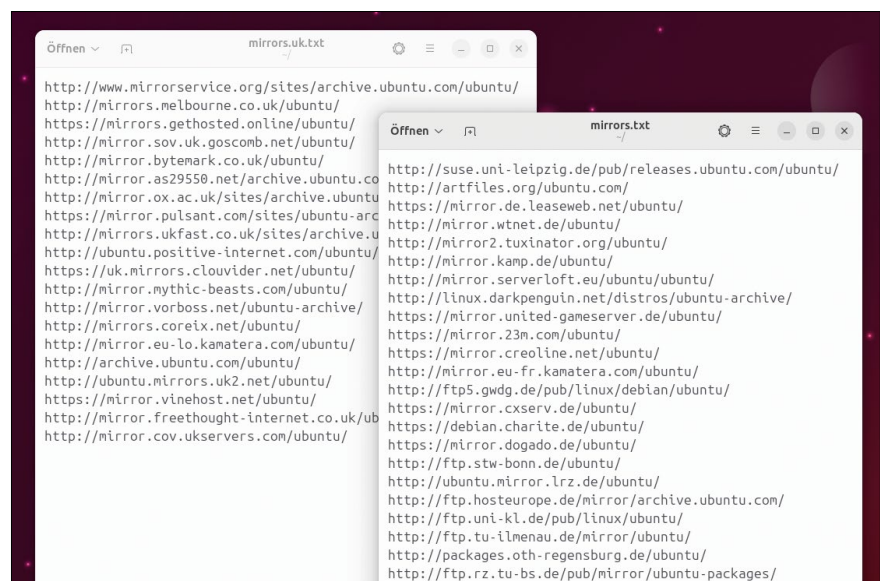 Öffnen
mirrors.uk.txt
~/
http://www.mirrorservice.org/sites/archive.ubuntu.com/ubuntu/
http://mirrors.melbourne.co.uk/ubuntu/
https://mirrors.gethosted.online/ubuntu/
http://mirror.sov.uk.goscomb.net/ubuntu/
http://mirror.bytemark.co.uk/ubuntu/
http://mirror.as29550.net/archive.ubuntu.co
http://mirror.ox.ac.uk/sites/archive.ubuntu
https://mirror.pulsant.com/sites/ubuntu-arc
http://mirrors.ukfast.co.uk/sites/archive.u
http://ubuntu.positive-internet.com/ubuntu/
https://uk.mirrors.clouvider.net/ubuntu/
http://mirror.mythic-beasts.com/ubuntu/
http://mirror.vorboss.net/ubuntu-archive/
http://mirrors.coreix.net/ubuntu/
http://mirror.eu-lo.kamatera.com/ubuntu/
http://archive.ubuntu.com/ubuntu/
http://ubuntu.mirrors.uk2.net/ubuntu/
https://mirror.vinehost.net/ubuntu/
http://mirror.freethought-internet.co.uk/ub
http://mirror.cov.ukservers.com/ubuntu/
Öffnen
mirrors.txt
~/
http://suse.uni-leipzig.de/pub/releases.ubuntu.com/ubuntu/
http://artfiles.org/ubuntu.com/
https://mirror.de.leaseweb.net/ubuntu/
http://mirror.wtnet.de/ubuntu/
http://mirror2.tuxinator.org/ubuntu/
http://mirror.kamp.de/ubuntu/
http://mirror.serverloft.eu/ubuntu/ubuntu/
http://linux.darkpenguin.net/distros/ubuntu-archive/
https://mirror.united-gameserver.de/ubuntu/
https://mirror.23m.com/ubuntu/
https://mirror.creoline.net/ubuntu/
http://mirror.eu-fr.kamatera.com/ubuntu/
http://ftp5.gwdg.de/pub/linux/debian/ubuntu/
https://mirror.cxserv.de/ubuntu/
https://debian.charite.de/ubuntu/
https://mirror.dogado.de/ubuntu/
http://ftp.stw-bonn.de/ubuntu/
http://ubuntu.mirror.lrz.de/ubuntu/
http://ftp.hosteurope.de/mirror/archive.ubuntu.com/
http://ftp.uni-kl.de/pub/linux/ubuntu/
http://ftp.tu-ilmenau.de/mirror/ubuntu/
http://packages.oth-regensburg.de/ubuntu/
http://ftp.rz.tu-bs.de/pub/mirror/ubuntu-packages/